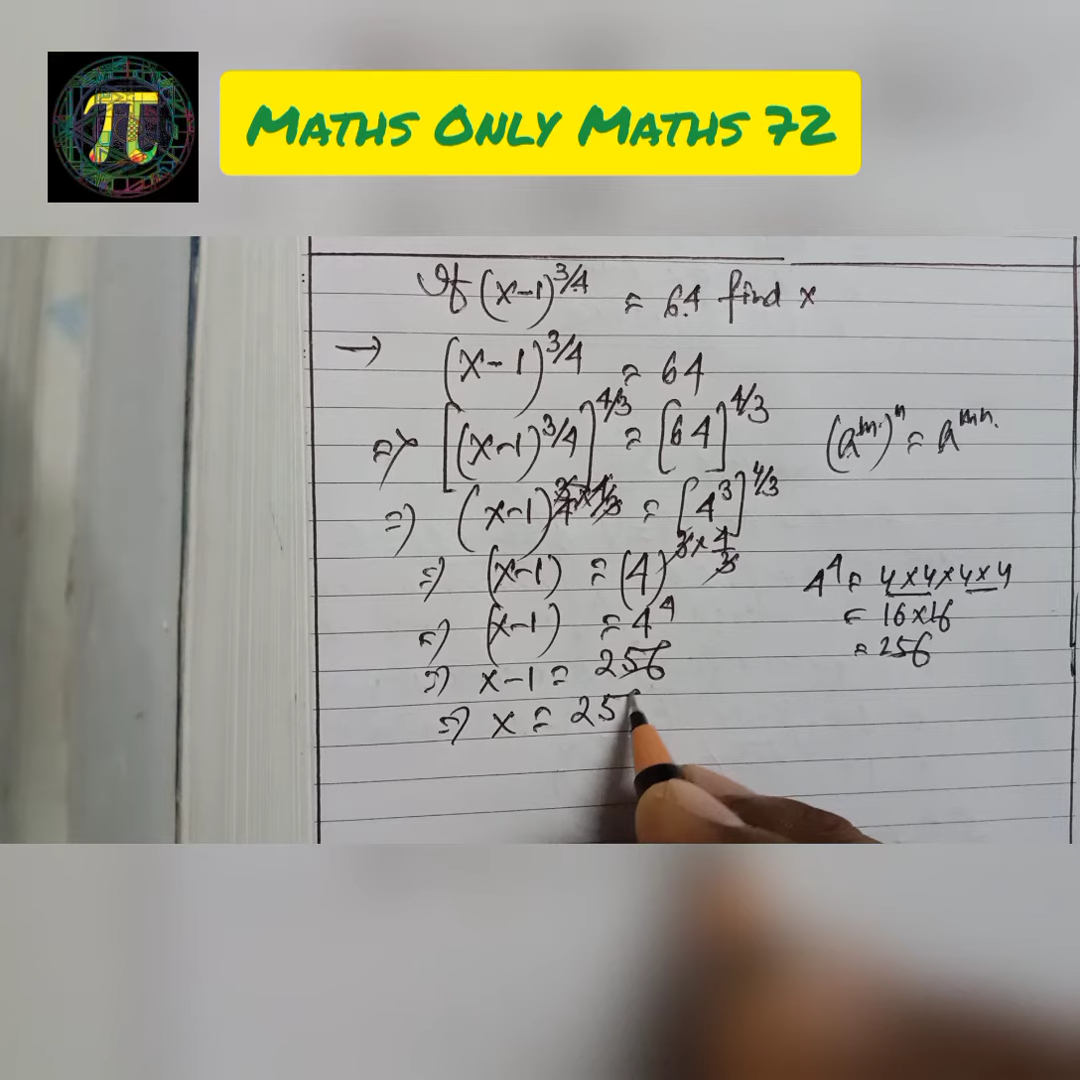 MATHS ONLY MATHS 72
If (x-1)^3/4 = 64 find x
→ (x-1)^3/4 = 64
=> [(x-1)^3/4]^4/3 = [64]^4/3 (a^m)^n = a^mn.
=> (x-1)^3/4×4/3 = [4^3]^4/3
=> (x-1) = (4)^3×4/3
=> (x-1) = 4^4
=> x-1 = 256
=> x = 25
4^4 = 4×4×4×4
= 16×16
= 256